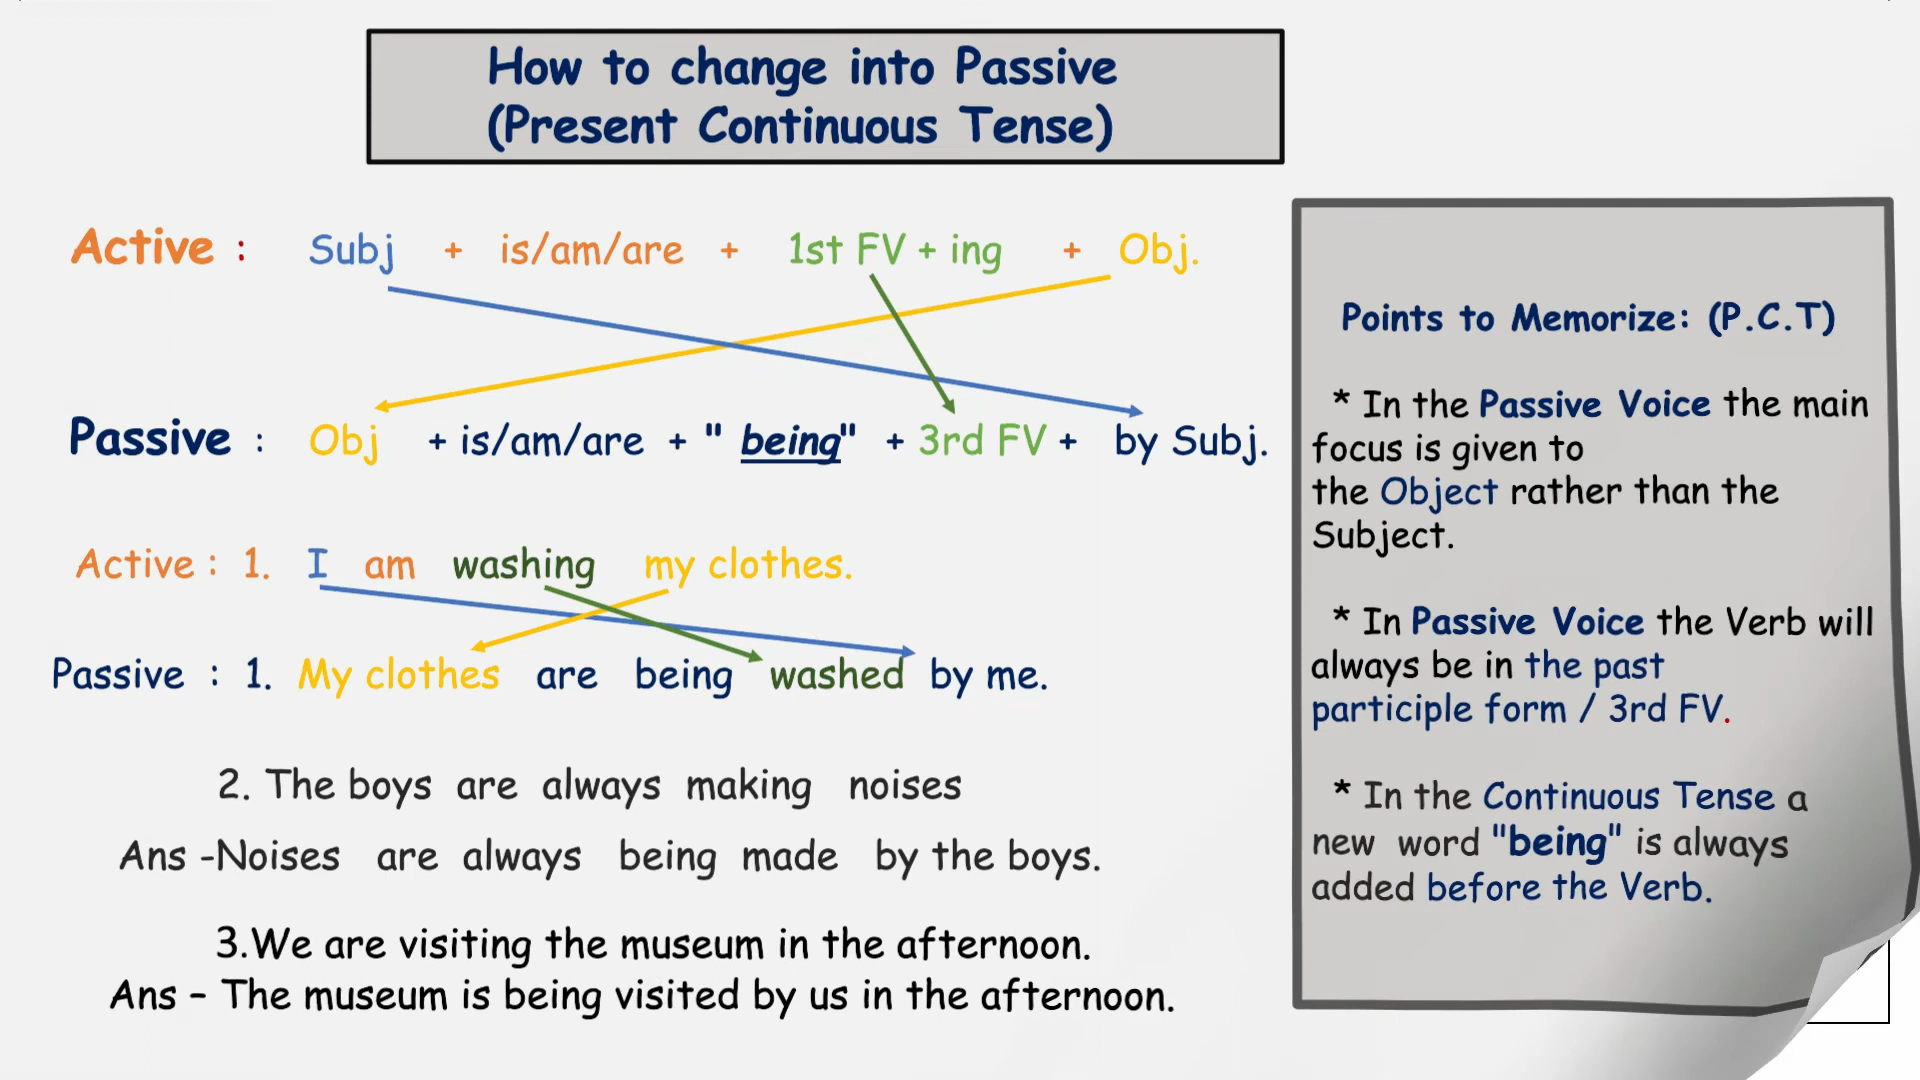 How to change into Passive
(Present Continuous Tense)
Active : Subj + is/am/are + 1st FV + ing + Obj.
Passive : Obj + is/am/are + " being" + 3rd FV + by Subj.
Active : 1. I am washing my clothes.
Passive : 1. My clothes are being washed by me.
2. The boys are always making noises
Ans -Noises are always being made by the boys.
3.We are visiting the museum in the afternoon.
Ans – The museum is being visited by us in the afternoon.
Points to Memorize: (P.C.T)
* In the Passive Voice the main
focus is given to
the Object rather than the
Subject.
* In Passive Voice the Verb will
always be in the past
participle form / 3rd FV.
* In the Continuous Tense a
new word "being" is always
added before the Verb.